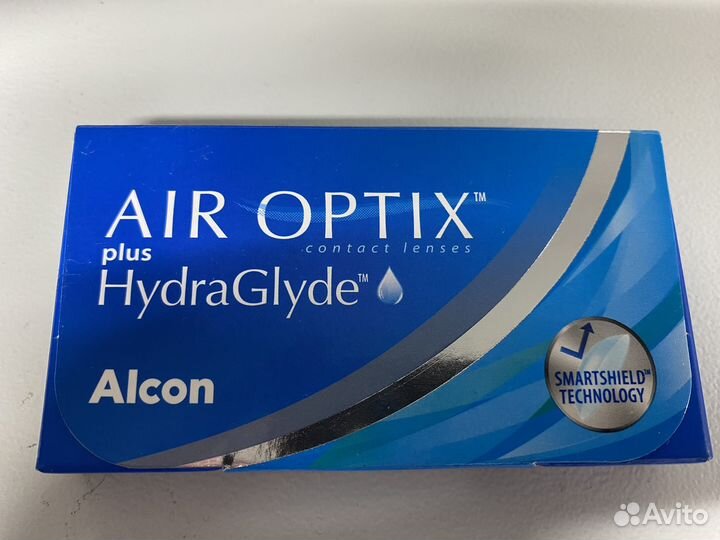 AIR OPTIX™
contact lenses
plus
HydraGlyde™
Alcon
SMARTSHIELD™
TECHNOLOGY
Avito